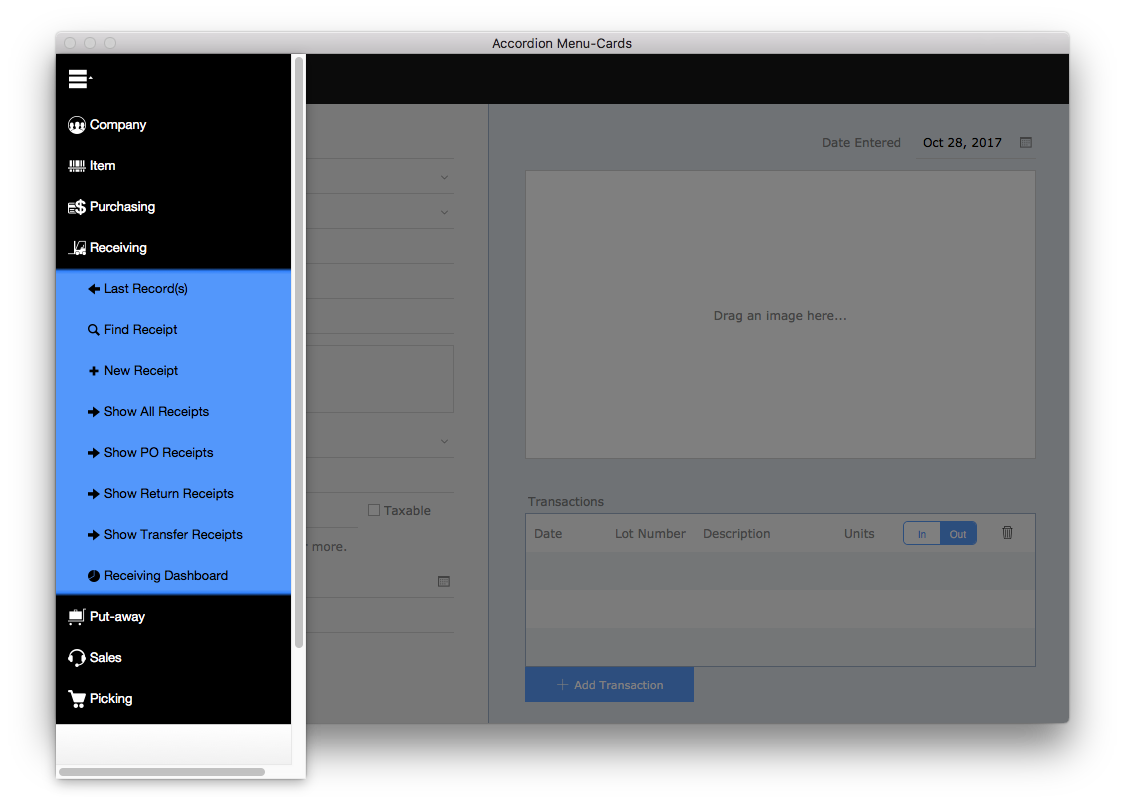 Accordion Menu-Cards
Company
Item
Purchasing
Receiving
Last Record(s)
Find Receipt
New Receipt
Show All Receipts
Show PO Receipts
Show Return Receipts
Show Transfer Receipts
Receiving Dashboard
Put-away
Sales
Picking
Taxable
more.
Date Entered Oct 28, 2017
Drag an image here...
Transactions
Date Lot Number Description Units In Out
Add Transaction